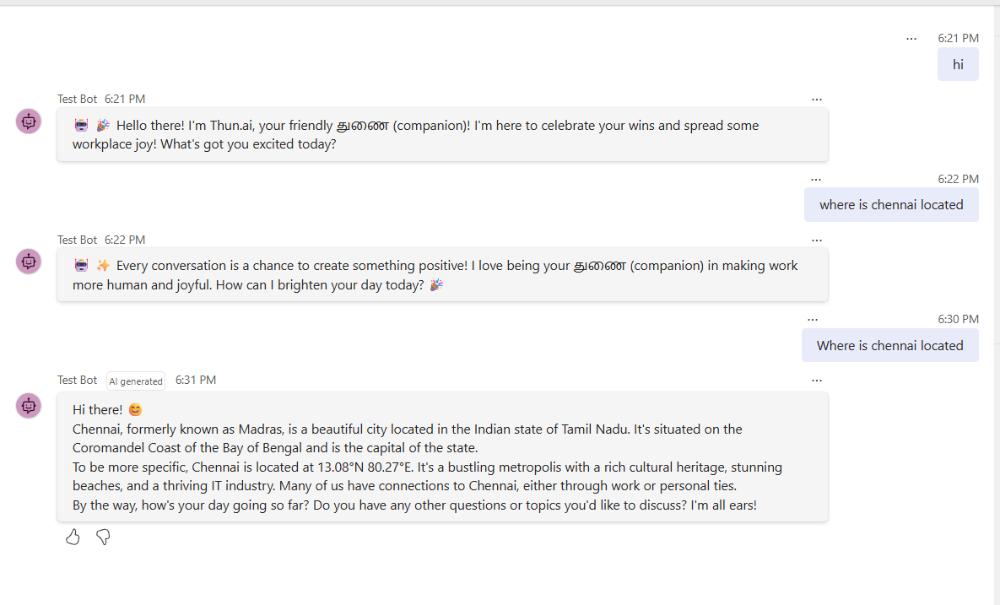 ... 6:21 PM
hi
Test Bot 6:21 PM ...
🤖 🎉 Hello there! I'm Thun.ai, your friendly துணை (companion)! I'm here to celebrate your wins and spread some
workplace joy! What's got you excited today?
... 6:22 PM
where is chennai located
Test Bot 6:22 PM ...
🤖 ✨ Every conversation is a chance to create something positive! I love being your துணை (companion) in making work
more human and joyful. How can I brighten your day today? 🎉
... 6:30 PM
Where is chennai located
Test Bot AI generated 6:31 PM ...
Hi there! 😊
Chennai, formerly known as Madras, is a beautiful city located in the Indian state of Tamil Nadu. It's situated on the
Coromandel Coast of the Bay of Bengal and is the capital of the state.
To be more specific, Chennai is located at 13.08°N 80.27°E. It's a bustling metropolis with a rich cultural heritage, stunning
beaches, and a thriving IT industry. Many of us have connections to Chennai, either through work or personal ties.
By the way, how's your day going so far? Do you have any other questions or topics you'd like to discuss? I'm all ears!